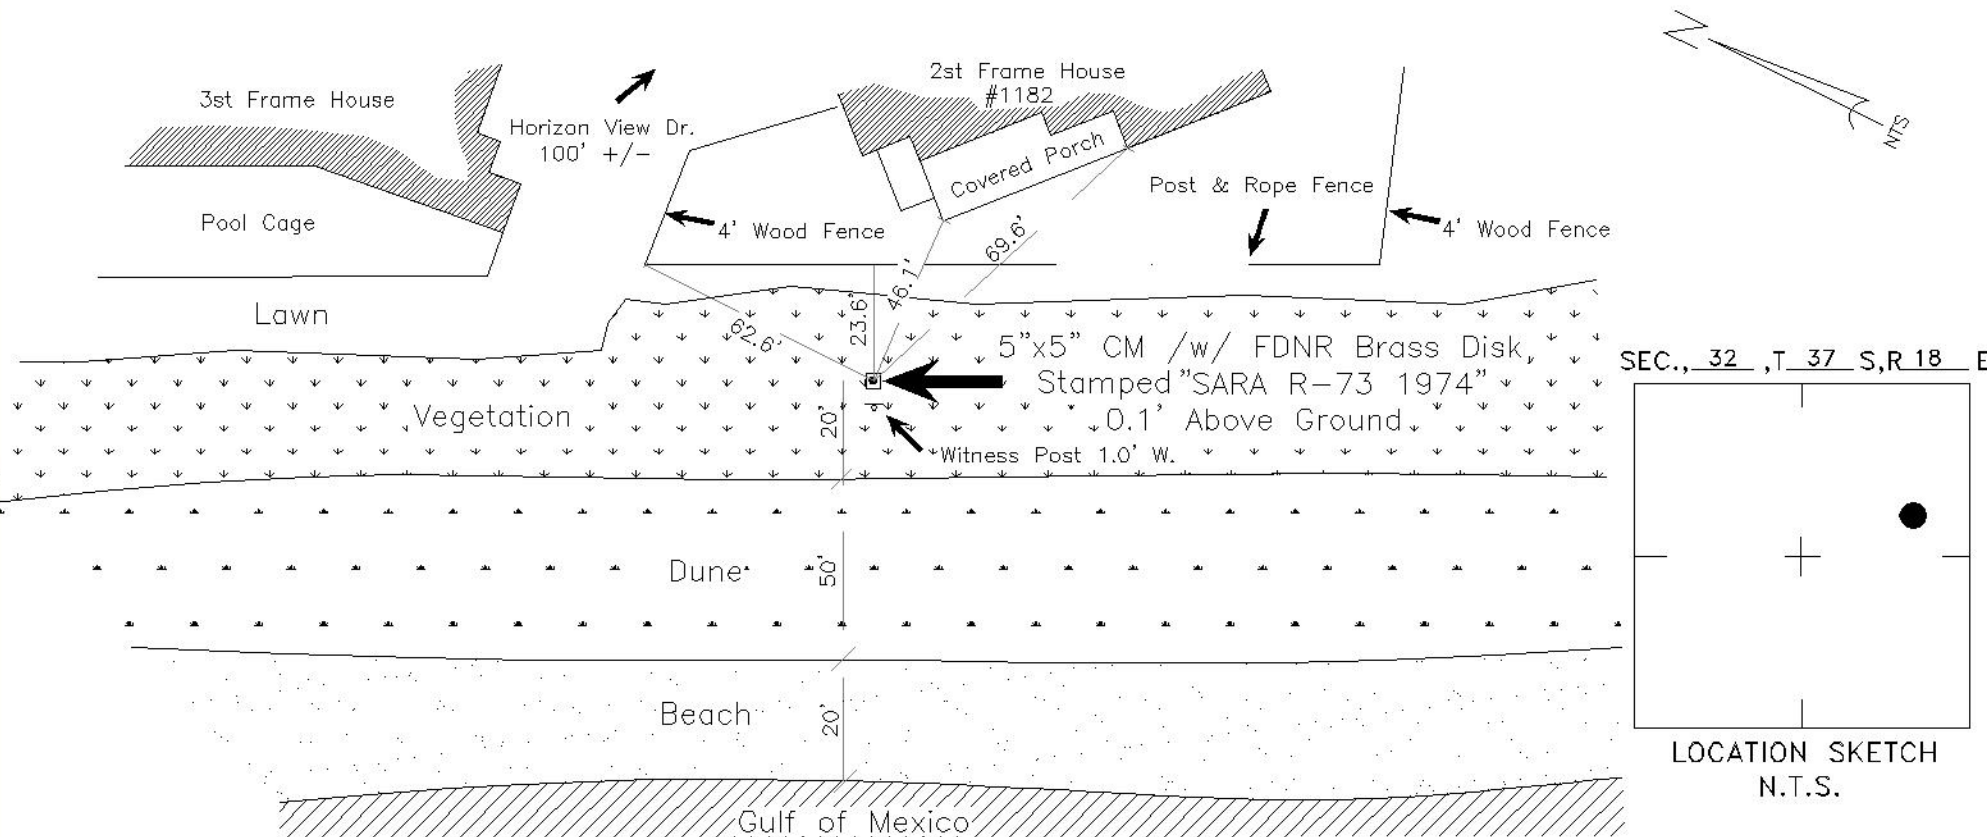 3st Frame House
Horizon View Dr.
100' +/-
2st Frame House
#1182
Covered Porch
Post & Rope Fence
4' Wood Fence
4' Wood Fence
Pool Cage
Lawn
62.6'
23.6'
46.1'
69.6'
5"x5" CM /w/ FDNR Brass Disk,
Stamped "SARA R-73 1974"
0.1' Above Ground
Vegetation
20'
Witness Post 1.0' W.
Dune
50'
Beach
20'
Gulf of Mexico
N
NTS
SEC., 32 ,T 37 S,R 18 E
LOCATION SKETCH
N.T.S.